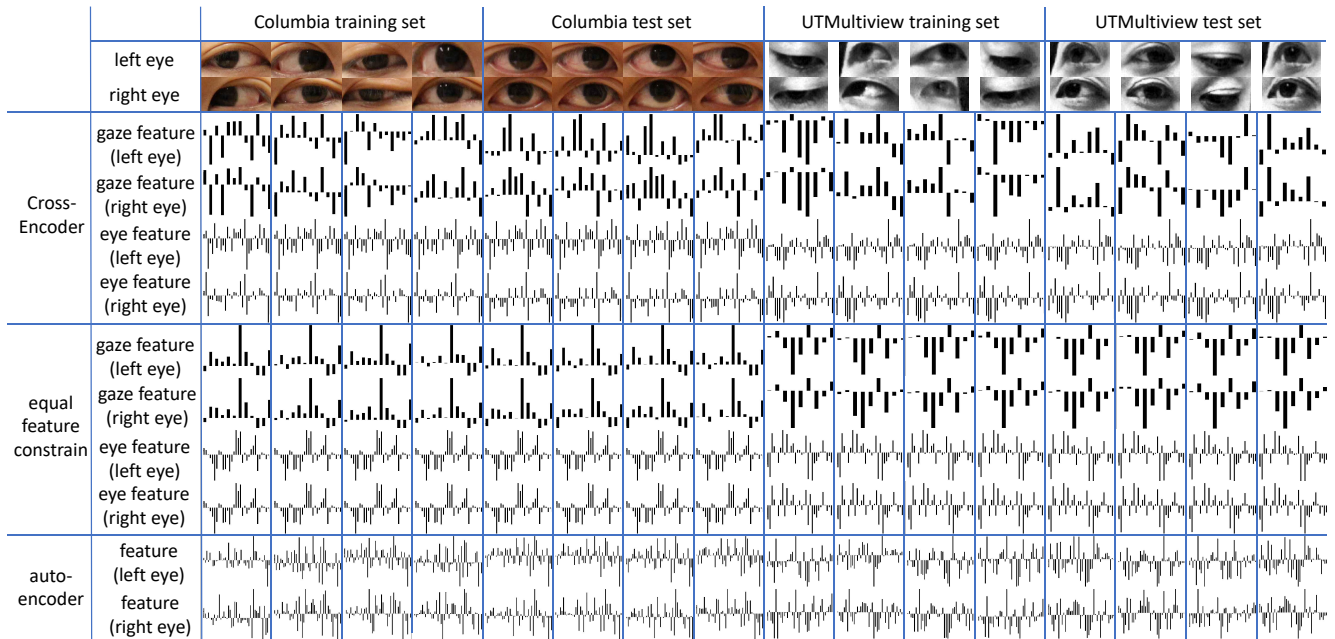 Columbia training set
Columbia test set
UTMultiview training set
UTMultiview test set
left eye
right eye
Cross-
Encoder
gaze feature
(left eye)
gaze feature
(right eye)
eye feature
(left eye)
eye feature
(right eye)
equal
feature
constrain
gaze feature
(left eye)
gaze feature
(right eye)
eye feature
(left eye)
eye feature
(right eye)
auto-
encoder
feature
(left eye)
feature
(right eye)